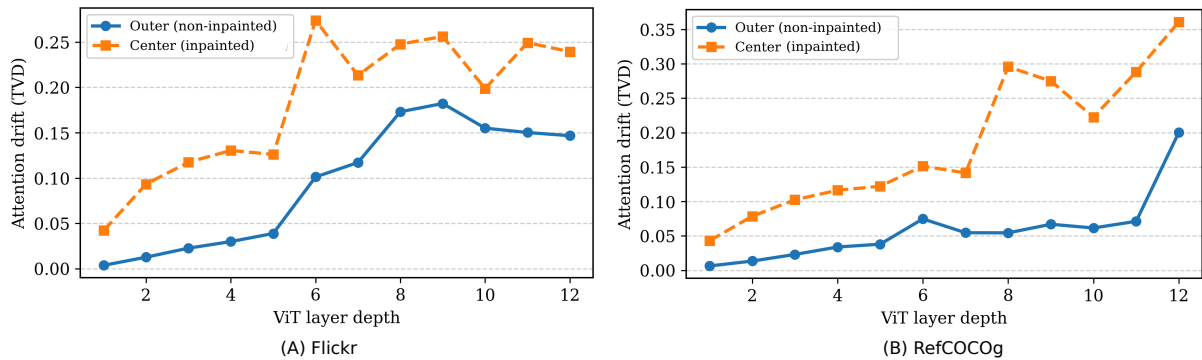 Attention drift (TVD)
0.25
0.20
0.15
0.10
0.05
0.00
Outer (non-inpainted)
Center (inpainted)
2 4 6 8 10 12
ViT layer depth
(A) Flickr
Attention drift (TVD)
0.35
0.30
0.25
0.20
0.15
0.10
0.05
0.00
Outer (non-inpainted)
Center (inpainted)
2 4 6 8 10 12
ViT layer depth
(B) RefCOCOg